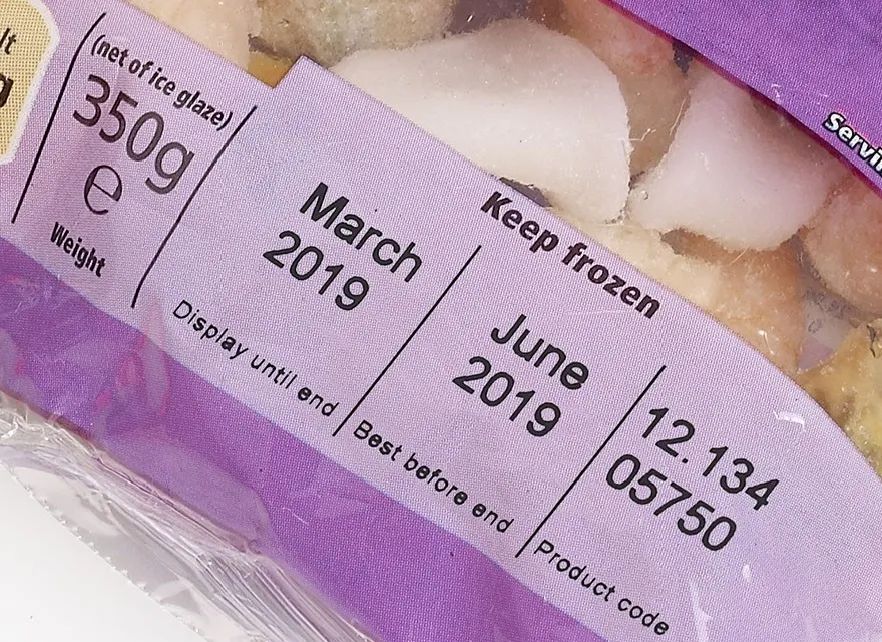 (net of ice glaze)
350g
e
Weight
March
2019
Display until end
Keep frozen
June
2019
Best before end
12.134
05750
Product code